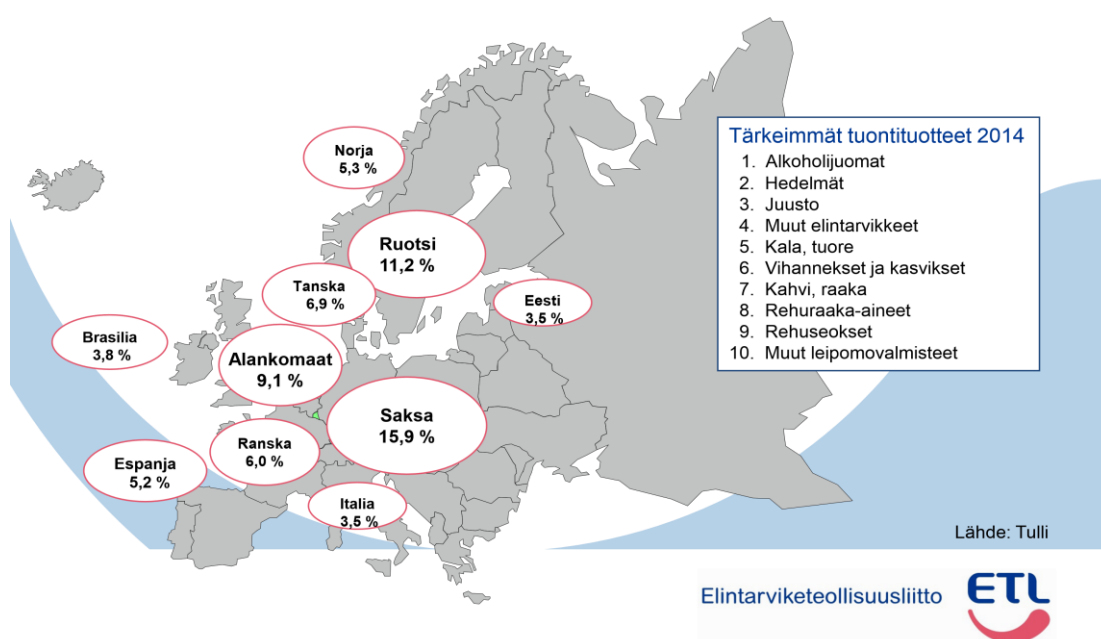 Norja
5,3 %
Ruotsi
11,2 %
Tanska
6,9 %
Eesti
3,5 %
Brasilia
3,8 %
Alankomaat
9,1 %
Saksa
15,9 %
Ranska
6,0 %
Espanja
5,2 %
Italia
3,5 %
Tärkeimmät tuontituotteet 2014
1. Alkoholijuomat
2. Hedelmät
3. Juusto
4. Muut elintarvikkeet
5. Kala, tuore
6. Vihannekset ja kasvikset
7. Kahvi, raaka
8. Rehuraaka-aineet
9. Rehuseokset
10. Muut leipomovalmisteet
Lähde: Tulli
Elintarviketeollisuusliitto
ETL